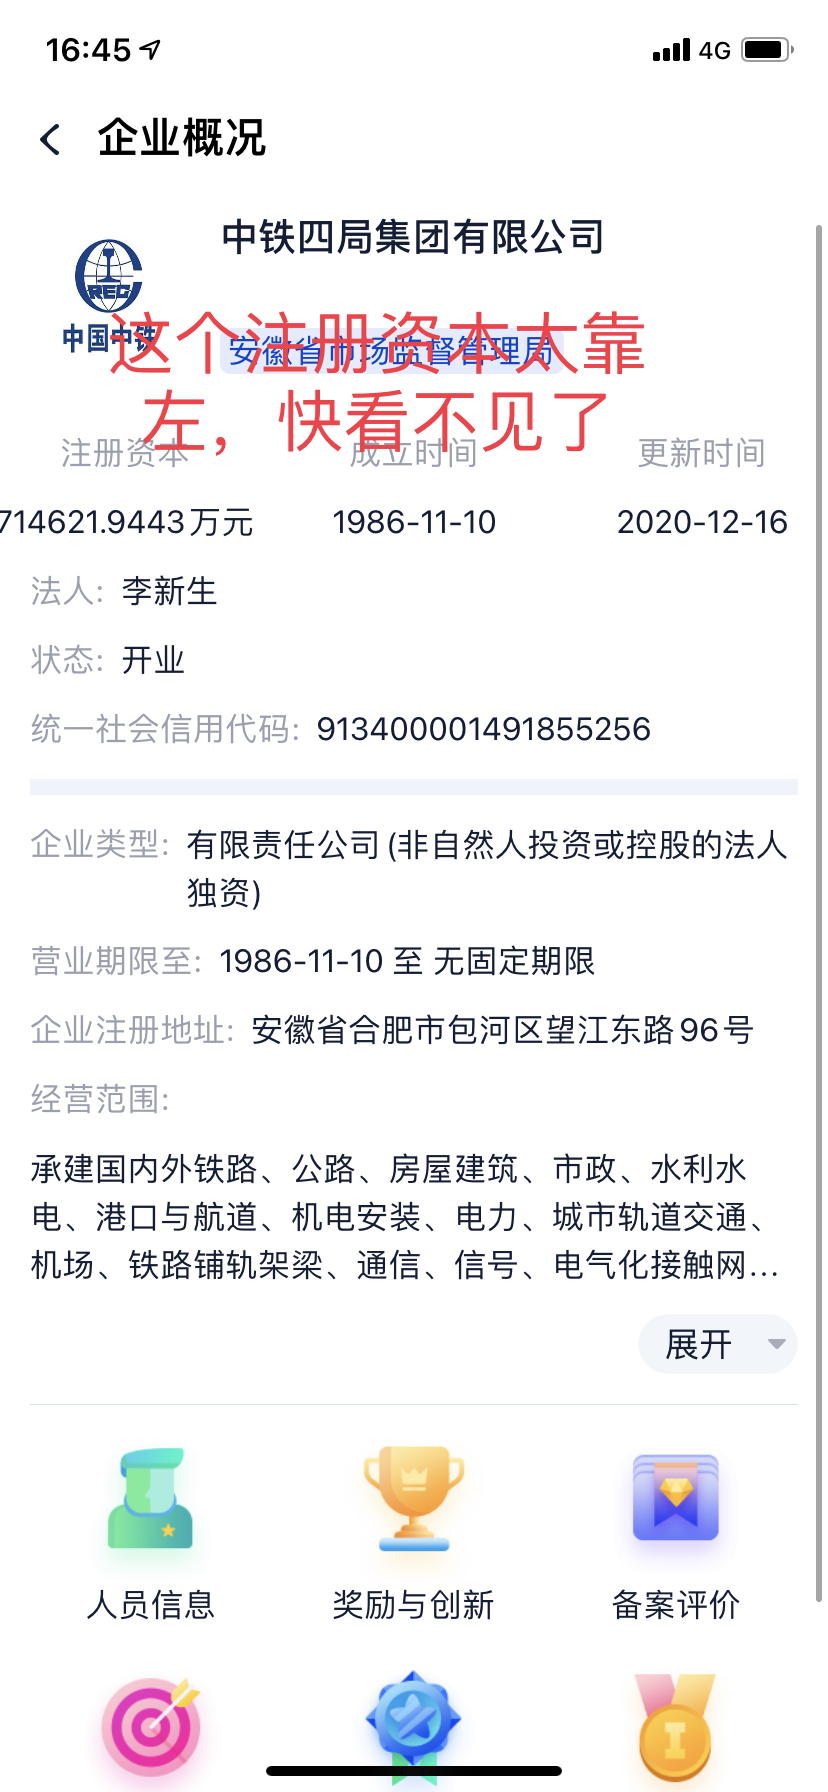 16:45
4G
企业概况
中铁四局集团有限公司
REC
中国中铁
安徽省市场监督管理局
这个注册资本太靠
左，快看不见了
注册资本 成立时间 更新时间
714621.9443万元 1986-11-10 2020-12-16
法人: 李新生
状态: 开业
统一社会信用代码: 913400001491855256
企业类型: 有限责任公司(非自然人投资或控股的法人
独资)
营业期限至: 1986-11-10 至 无固定期限
企业注册地址: 安徽省合肥市包河区望江东路96号
经营范围:
承建国内外铁路、公路、房屋建筑、市政、水利水
电、港口与航道、机电安装、电力、城市轨道交通、
机场、铁路铺轨架梁、通信、信号、电气化接触网...
展开
人员信息 奖励与创新 备案评价